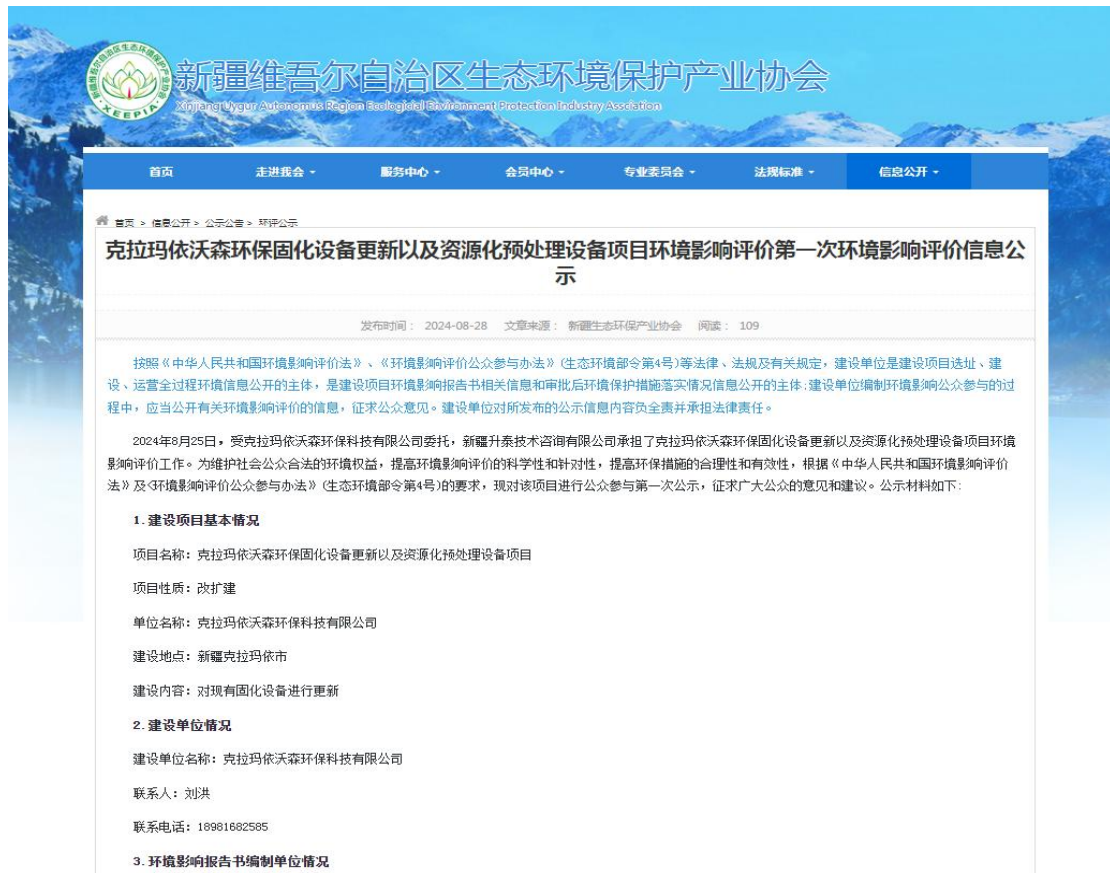 新疆维吾尔自治区生态环境保护产业协会
Xinjiang Uygur Autonomus Region Ecologicial Environment Protection Industry Association
XEEPIA
首页 走进我会 服务中心 会员中心 专业委员会 法规标准 信息公开
首页 > 信息公开 > 公示公告 > 环评公示
克拉玛依沃森环保固化设备更新以及资源化预处理设备项目环境影响评价第一次环境影响评价信息公
示
发布时间： 2024-08-28 文章来源： 新疆生态环保产业协会 阅读： 109
按照《中华人民共和国环境影响评价法》、《环境影响评价公众参与办法》(生态环境部令第4号)等法律、法规及有关规定，建设单位是建设项目选址、建
设、运营全过程环境信息公开的主体，是建设项目环境影响报告书相关信息和审批后环境保护措施落实情况信息公开的主体;建设单位编制环境影响公众参与的过
程中，应当公开有关环境影响评价的信息，征求公众意见。建设单位对所发布的公示信息内容负全责并承担法律责任。
2024年8月25日，受克拉玛依沃森环保科技有限公司委托，新疆升泰技术咨询有限公司承担了克拉玛依沃森环保固化设备更新以及资源化预处理设备项目环境
影响评价工作。为维护社会公众合法的环境权益，提高环境影响评价的科学性和针对性，提高环保措施的合理性和有效性，根据《中华人民共和国环境影响评价
法》及《环境影响评价公众参与办法》(生态环境部令第4号)的要求，现对该项目进行公众参与第一次公示，征求广大公众的意见和建议。公示材料如下:
1.建设项目基本情况
项目名称：克拉玛依沃森环保固化设备更新以及资源化预处理设备项目
项目性质：改扩建
单位名称：克拉玛依沃森环保科技有限公司
建设地点：新疆克拉玛依市
建设内容：对现有固化设备进行更新
2.建设单位情况
建设单位名称：克拉玛依沃森环保科技有限公司
联系人：刘洪
联系电话：18981682585
3.环境影响报告书编制单位情况